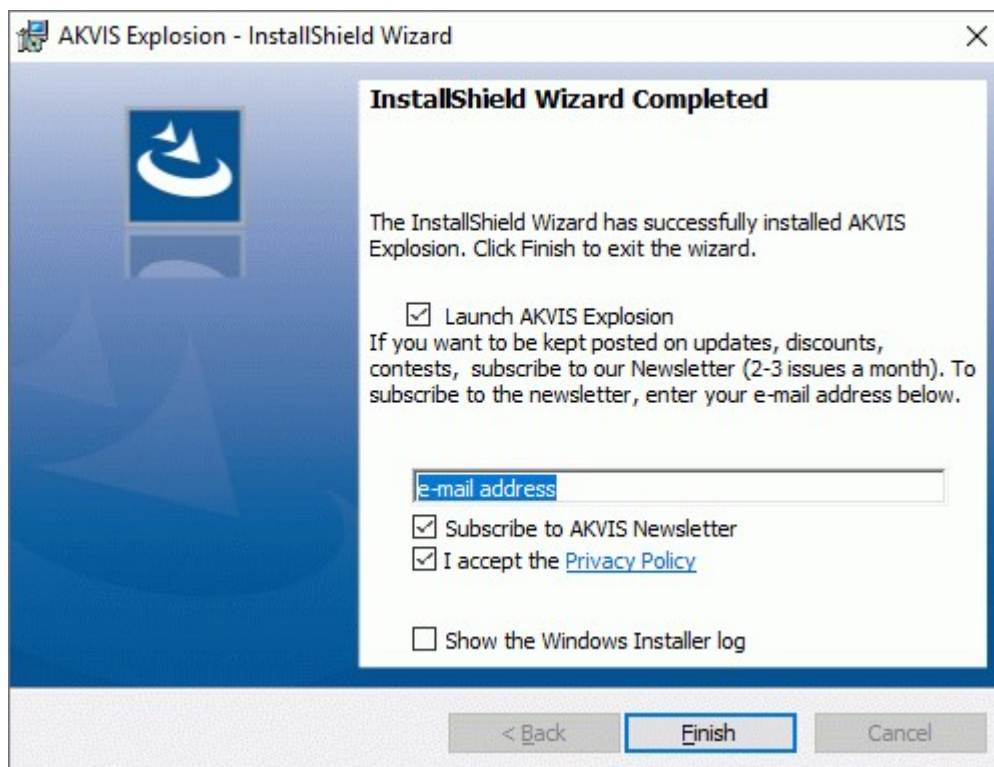 AKVIS Explosion - InstallShield Wizard
InstallShield Wizard Completed
The InstallShield Wizard has successfully installed AKVIS
Explosion. Click Finish to exit the wizard.
Launch AKVIS Explosion
If you want to be kept posted on updates, discounts,
contests,  subscribe to our Newsletter (2-3 issues a month). To
subscribe to the newsletter, enter your e-mail address below.
e-mail address
Subscribe to AKVIS Newsletter
I accept the Privacy Policy
Show the Windows Installer log
< Back Finish Cancel